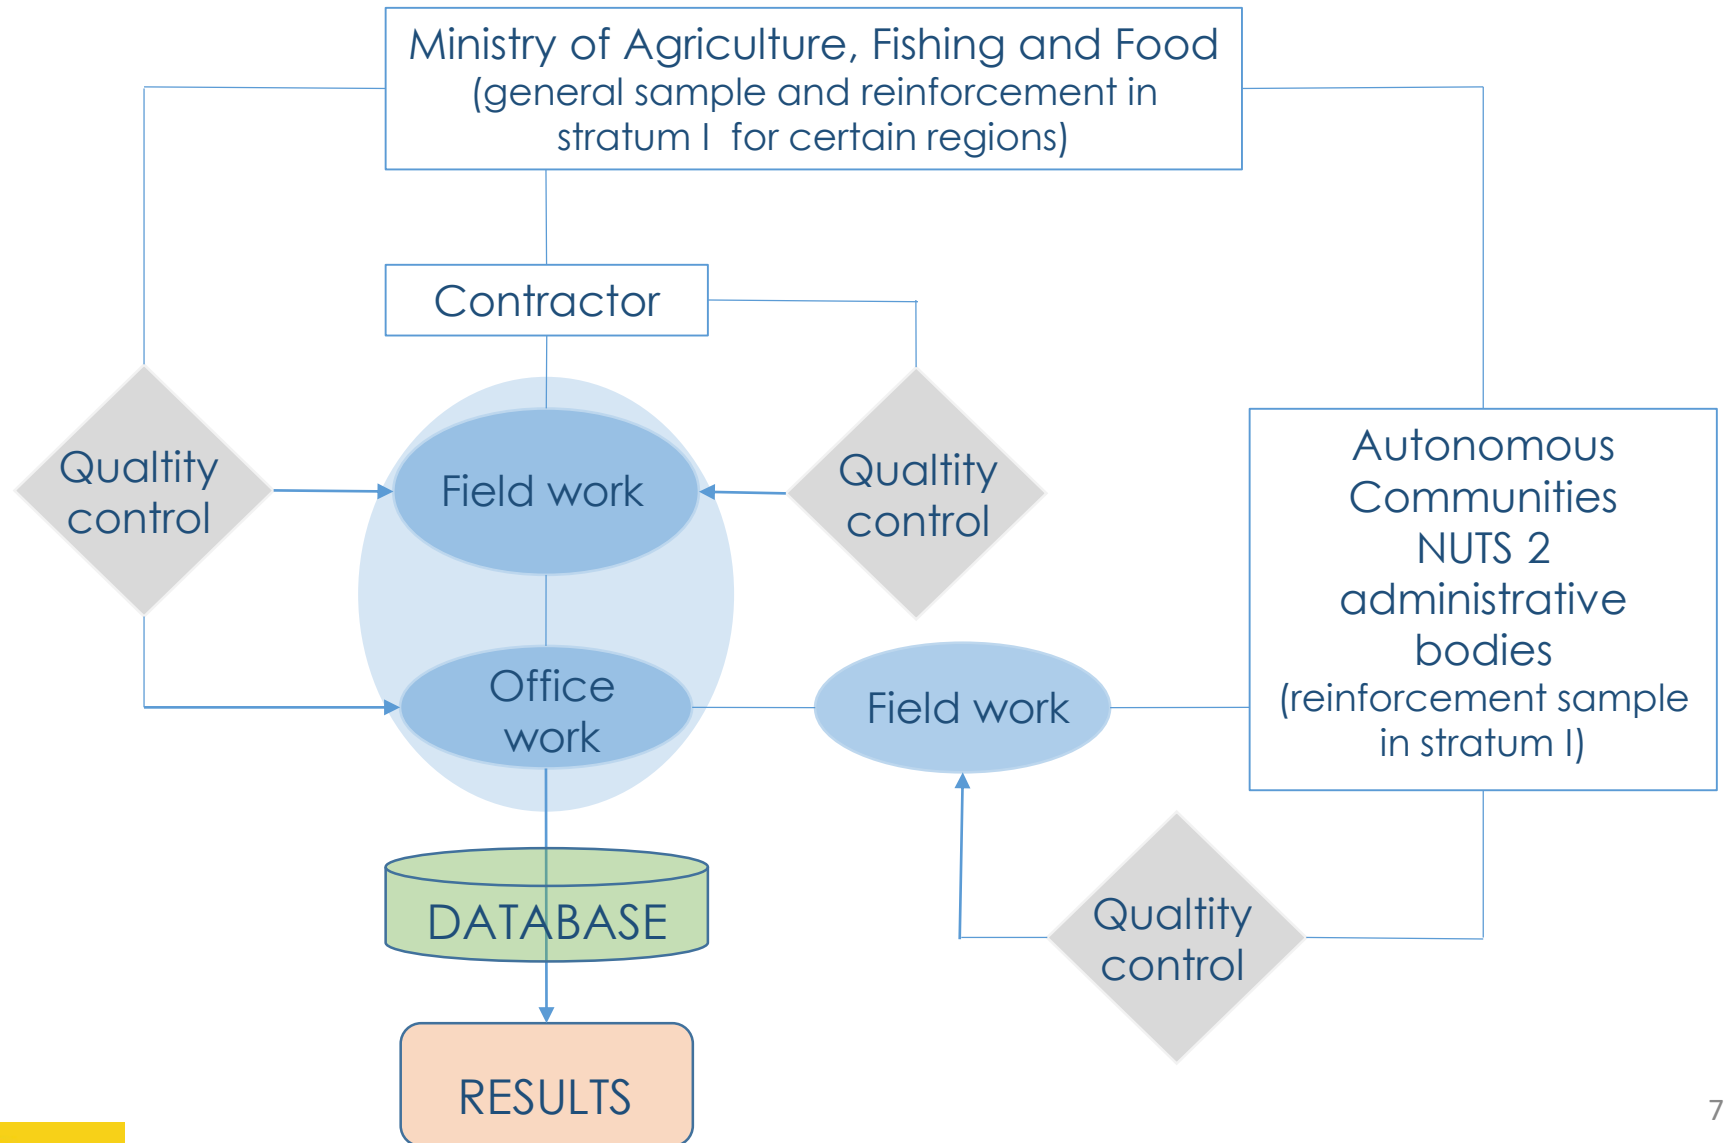 Ministry of Agriculture, Fishing and Food
(general sample and reinforcement in
stratum I for certain regions)
Contractor
Qualtity
control
Field work
Qualtity
control
Autonomous
Communities
NUTS 2
administrative
bodies
(reinforcement sample
in stratum I)
Office
work
Field work
DATABASE
Qualtity
control
RESULTS
7